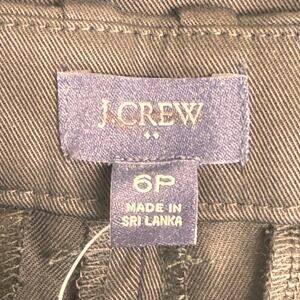 J.CREW
6P
MADE IN
SRI LANKA